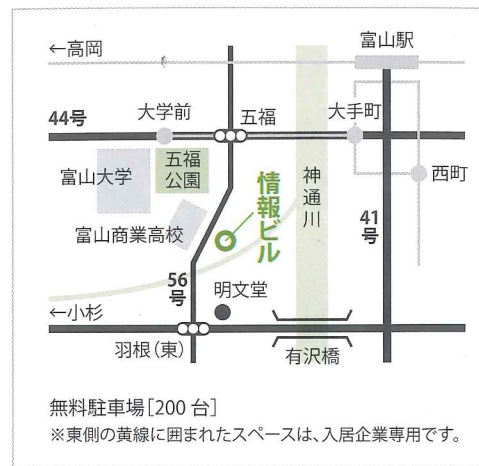 ←高岡
富山駅
44号
大学前
五福
大手町
五福
公園
富山大学
情報ビル
神通川
西町
富山商業高校
41号
56号
明文堂
←小杉
羽根（東）
有沢橋
無料駐車場［200 台］
※東側の黄線に囲まれたスペースは、入居企業専用です。